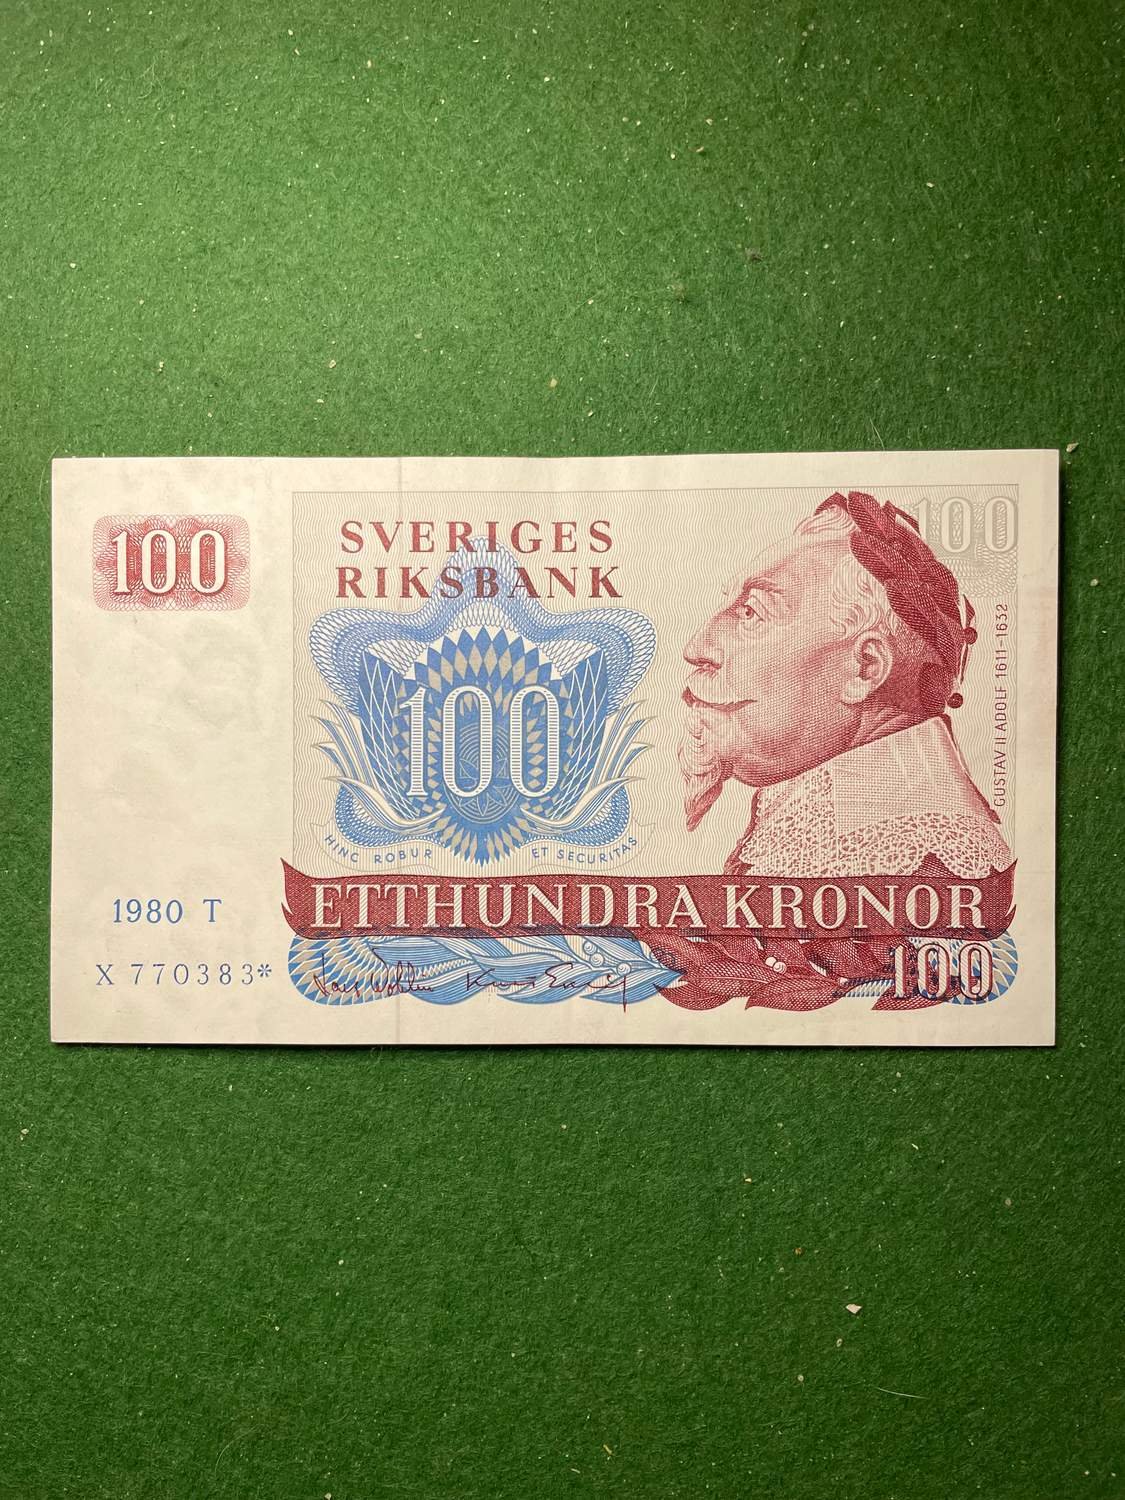 100
SVERIGES
RIKSBANK
100
100
GUSTAV II ADOLF 1611-1632
HINC ROBUR ET SECURITAS
ETTHUNDRA KRONOR
1980 T
X 770383*
100